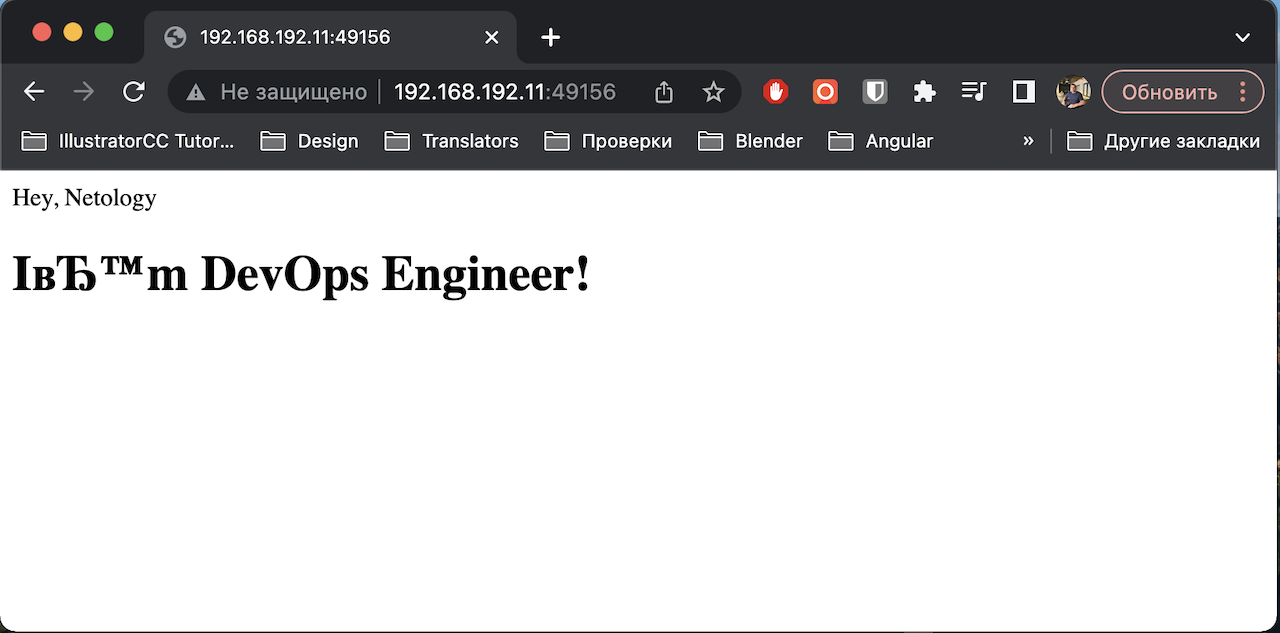 192.168.192.11:49156
Не защищено 192.168.192.11:49156 Обновить
IllustratorCC Tutor... Design Translators Проверки Blender Angular » Другие закладки
Hey, Netology
IвЂ™m DevOps Engineer!